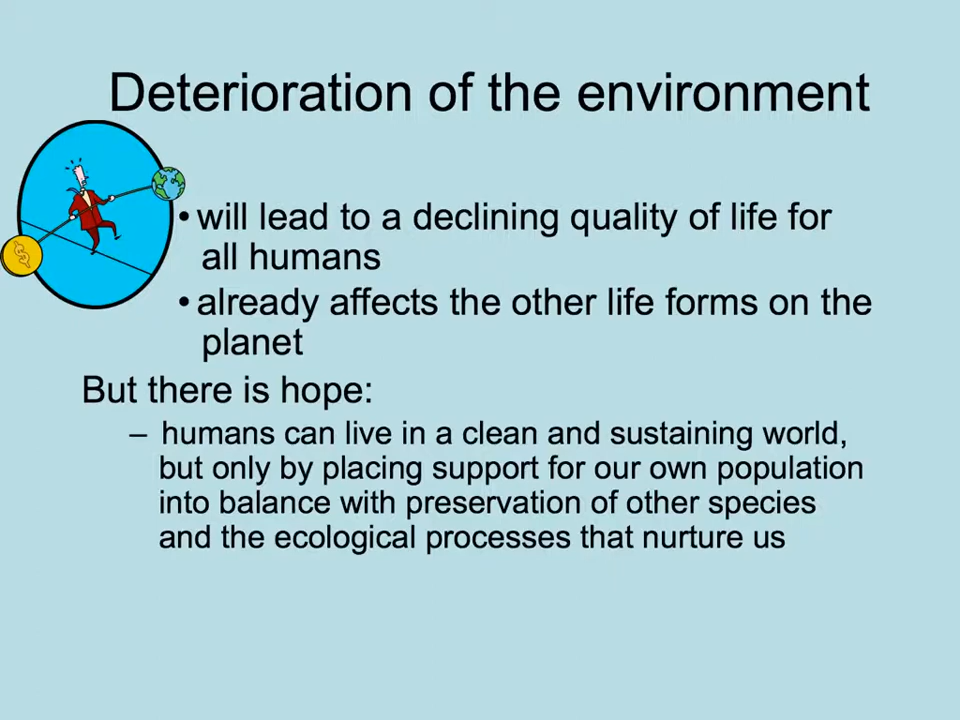 Deterioration of the environment
•will lead to a declining quality of life for
all humans
•already affects the other life forms on the
planet
But there is hope:
– humans can live in a clean and sustaining world,
but only by placing support for our own population
into balance with preservation of other species
and the ecological processes that nurture us